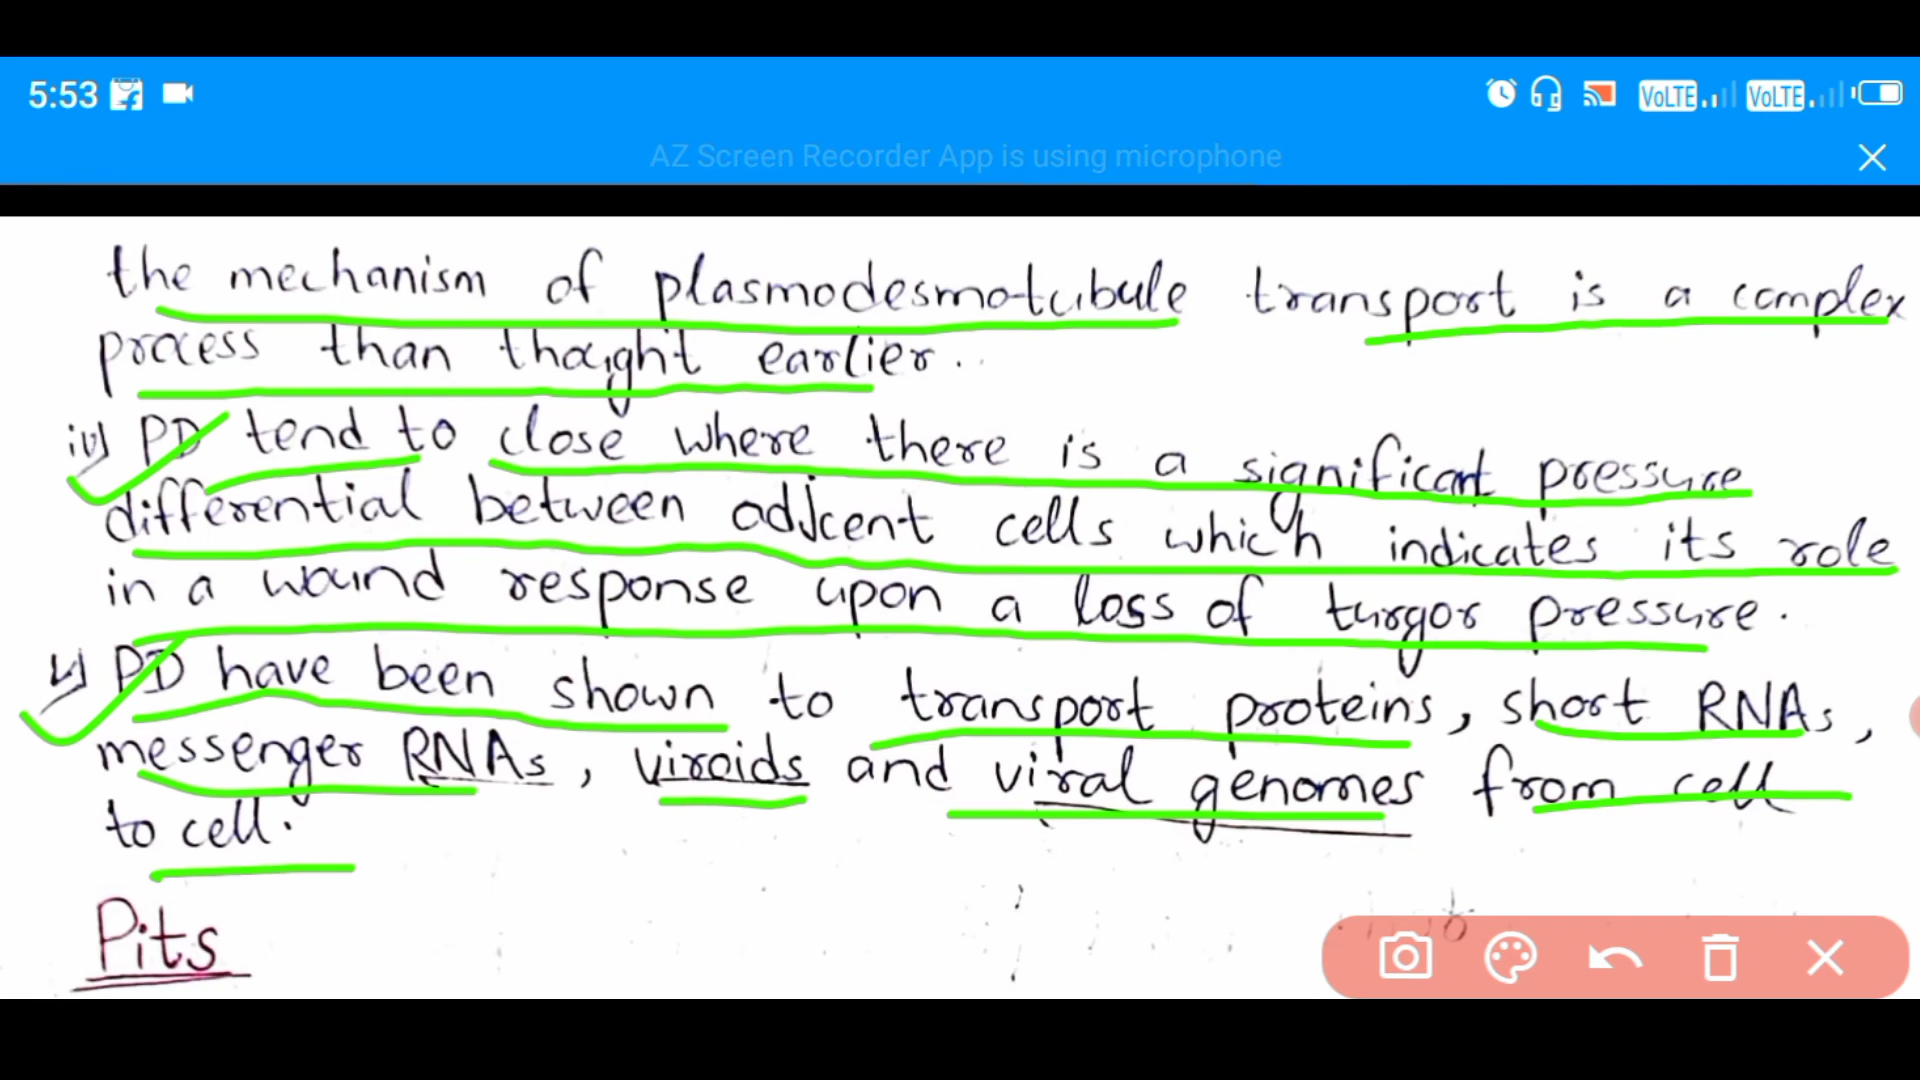 5:53
VoLTE VoLTE
AZ Screen Recorder App is using microphone
the mechanism of plasmodesmotubule transport is a complex
process than thought earlier.
iv) PD tend to close where there is a significant pressure
differential between adjcent cells which indicates its role
in a wound response upon a loss of turgor pressure.
v) PD have been shown to transport proteins, short RNAs,
messenger RNAs, viroids and viral genomes from cell
to cell.
Pits